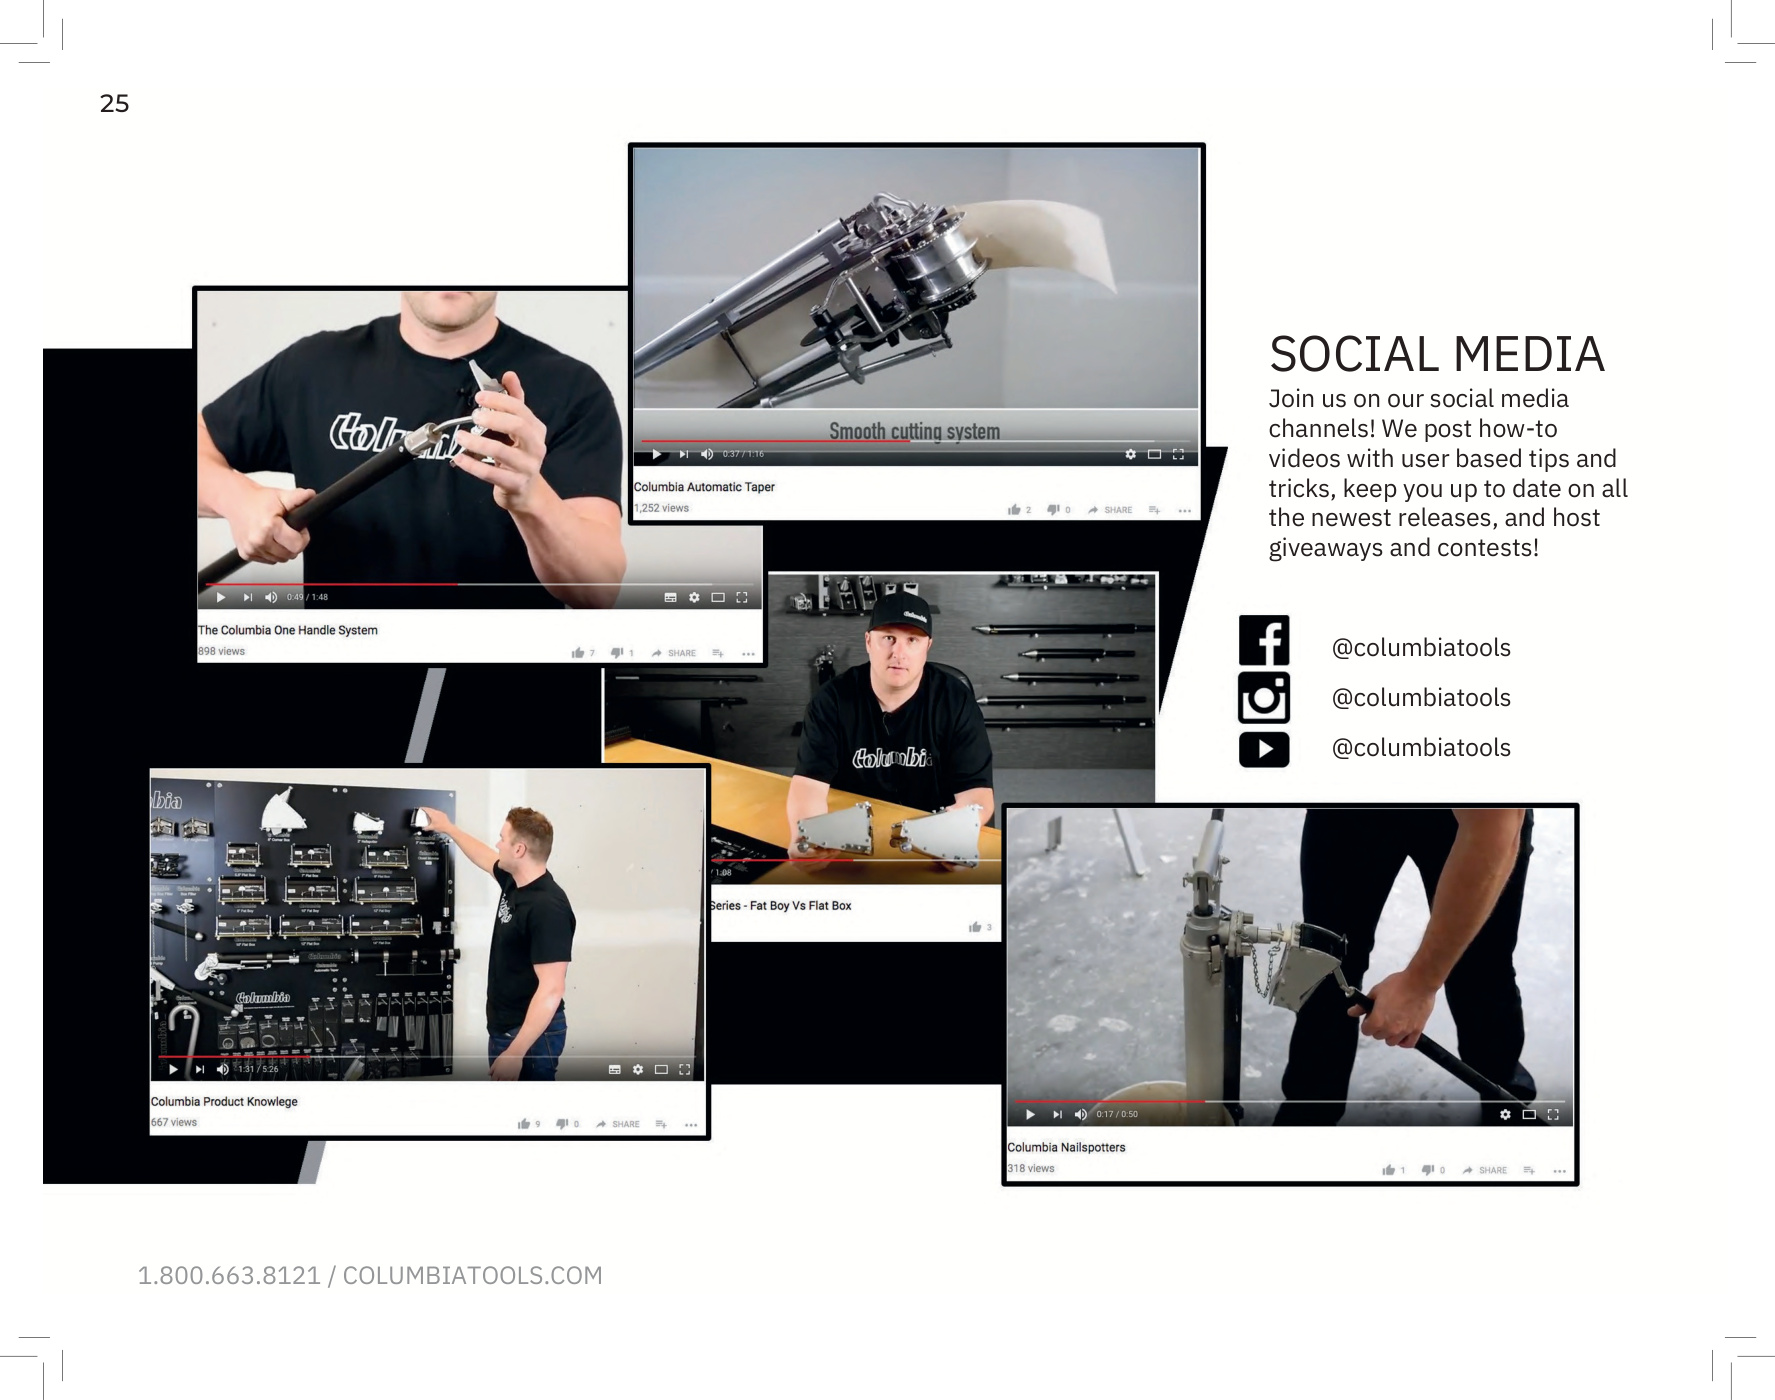 25
Smooth cutting system
0:37 / 1:16
Columbia Automatic Taper
1,252 views
2
0
SHARE
0:49 / 1:48
The Columbia One Handle System
898 views
7
1
SHARE
SOCIAL MEDIA
Join us on our social media
channels! We post how-to
videos with user based tips and
tricks, keep you up to date on all
the newest releases, and host
giveaways and contests!
@columbiatools
@columbiatools
@columbiatools
Columbia
/ 1:08
Series - Fat Boy Vs Flat Box
3
bia
Columbia
1:31 / 5:26
Columbia Product Knowlege
667 views
9
0
SHARE
0:17 / 0:50
Columbia Nailspotters
318 views
1
0
SHARE
1.800.663.8121 / COLUMBIATOOLS.COM